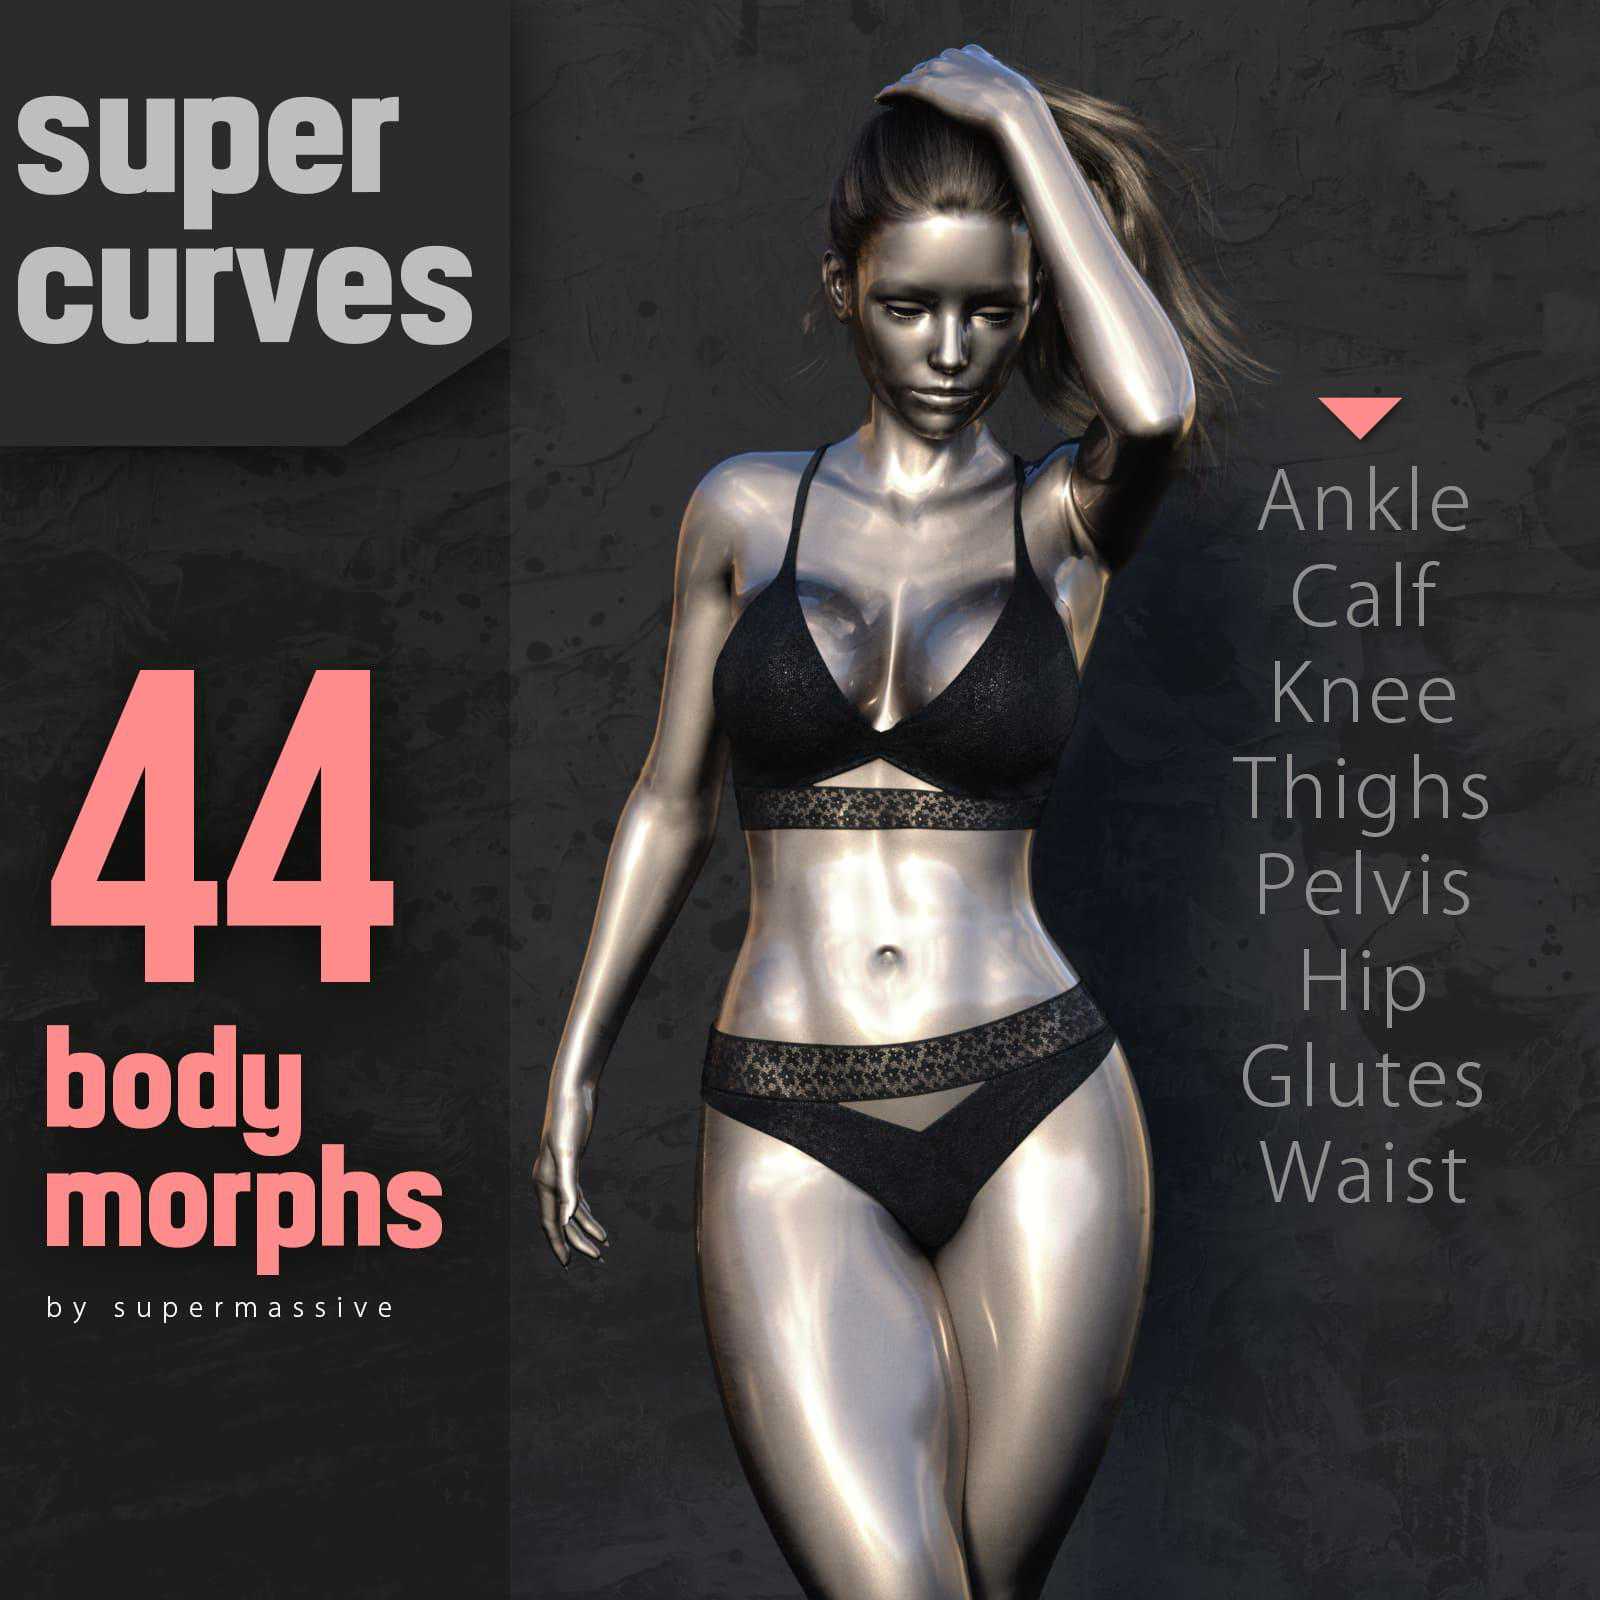 super
curves
44
body
morphs
by supermassive
Ankle
Calf
Knee
Thighs
Pelvis
Hip
Glutes
Waist